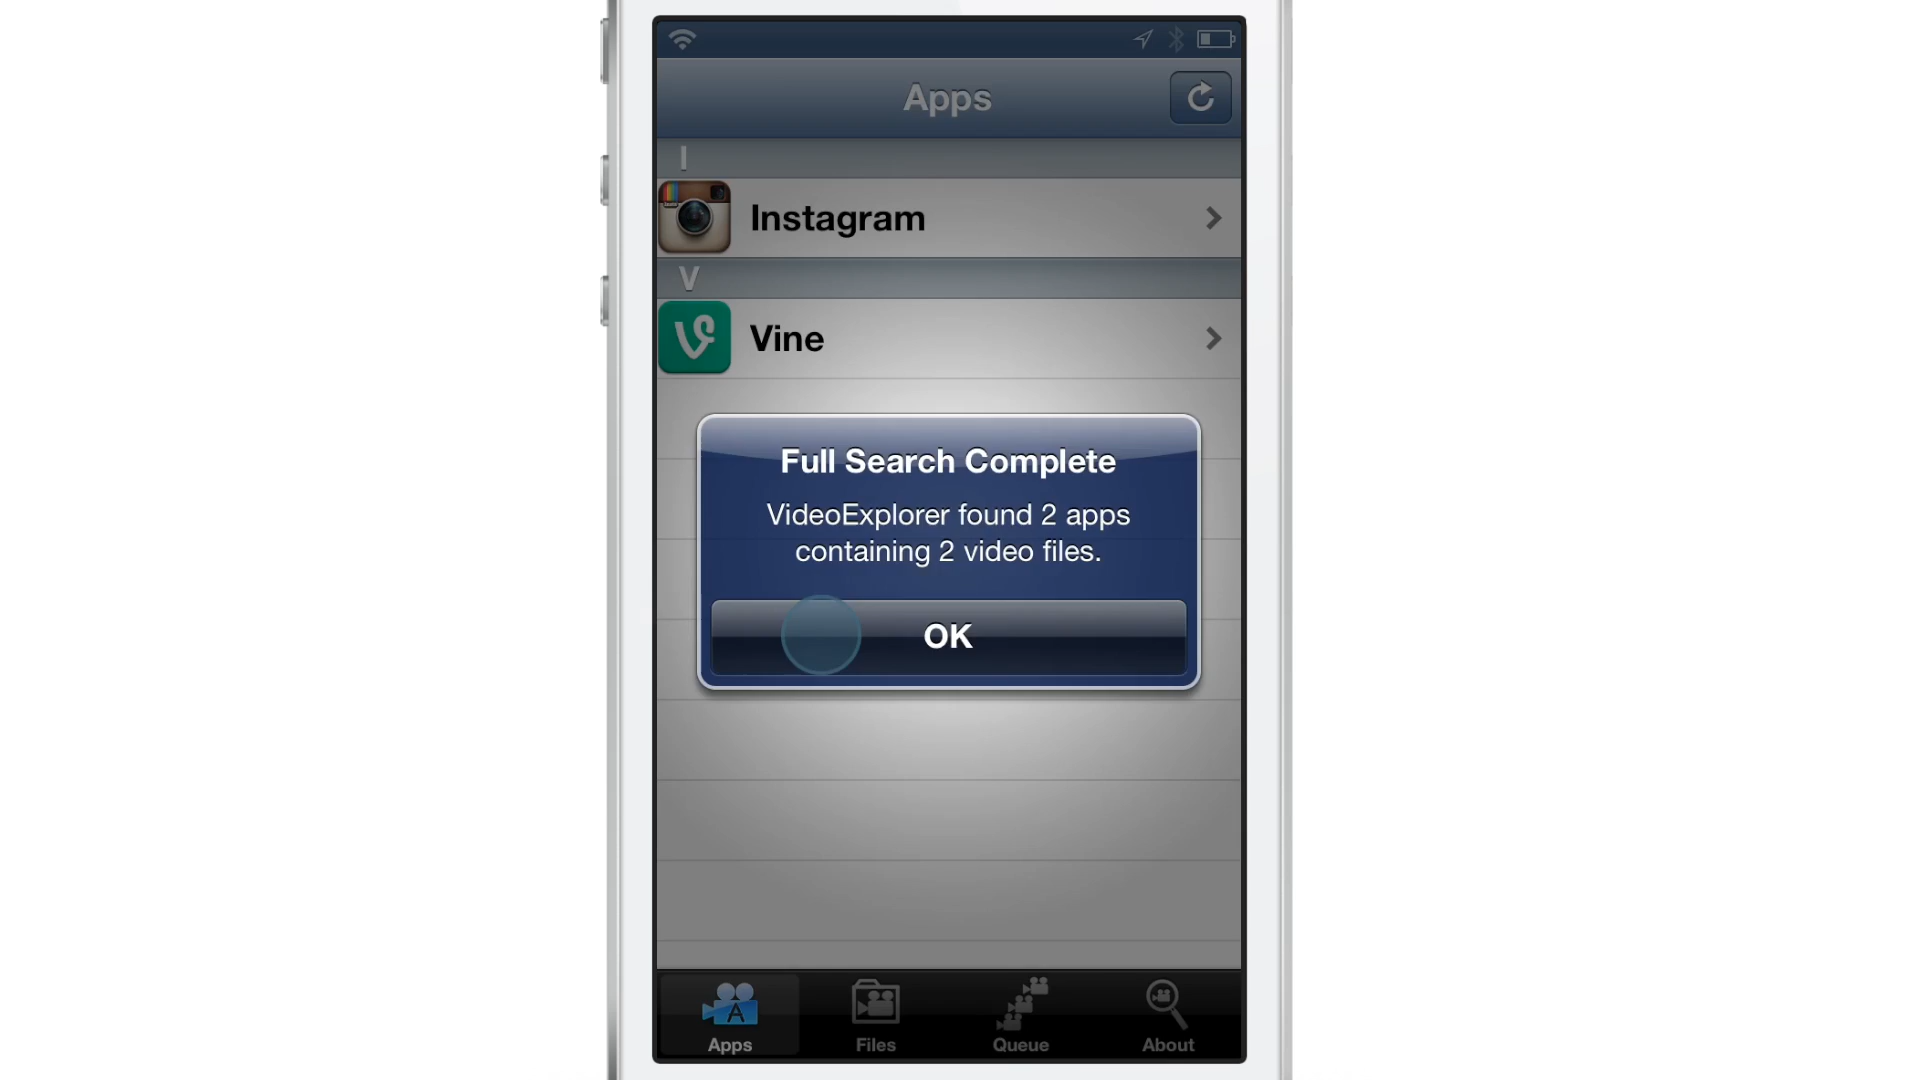 Apps
I
Instagram
V
Vine
Full Search Complete
VideoExplorer found 2 apps
containing 2 video files.
OK
A
Apps
Files
Queue
About